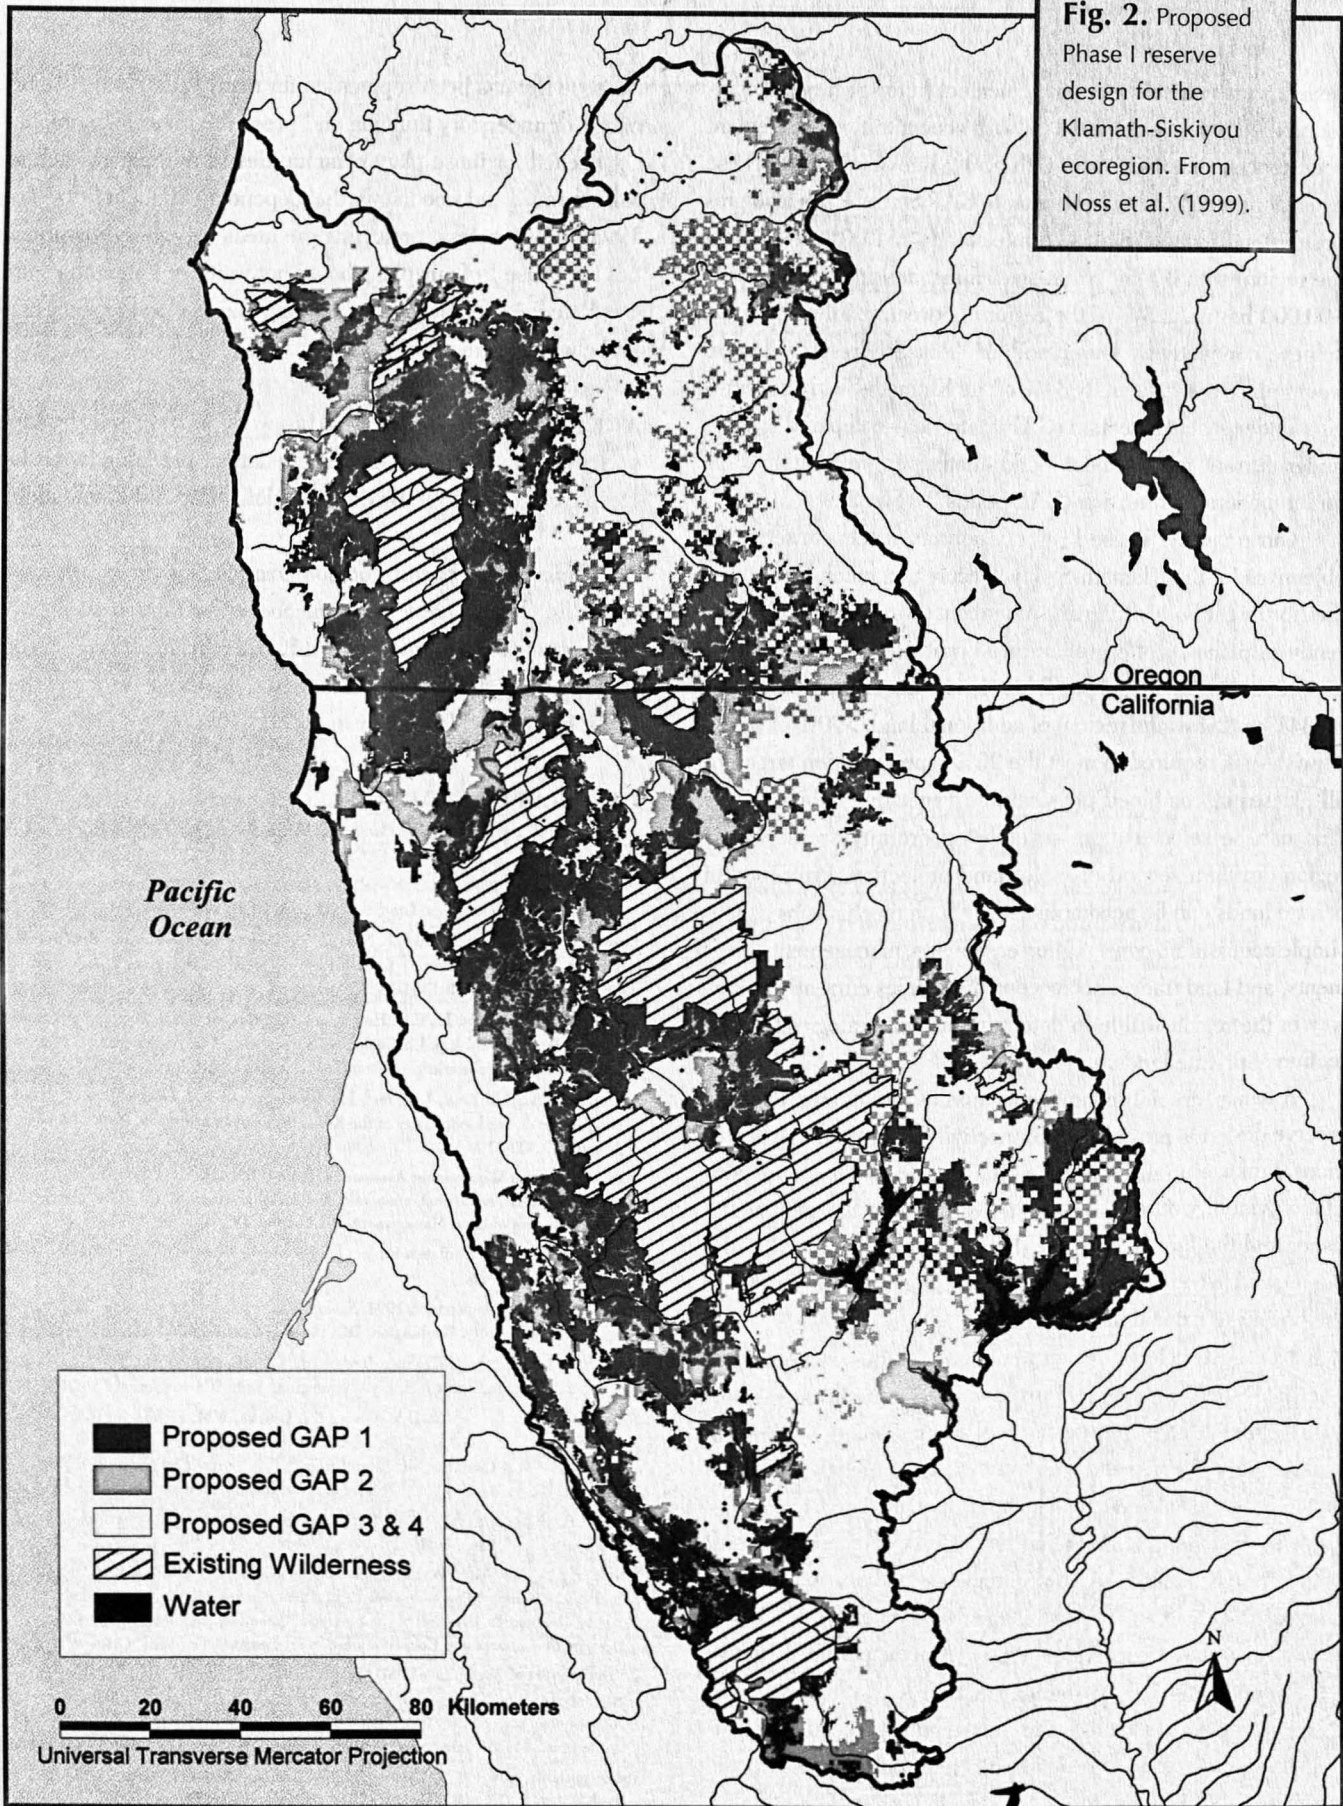 Fig. 2. Proposed
Phase I reserve
design for the
Klamath-Siskiyou
ecoregion. From
Noss et al. (1999).
Oregon
California
Pacific
Ocean
Proposed GAP 1
Proposed GAP 2
Proposed GAP 3 & 4
Existing Wilderness
Water
N
0 20 40 60 80 Kilometers
Universal Transverse Mercator Projection